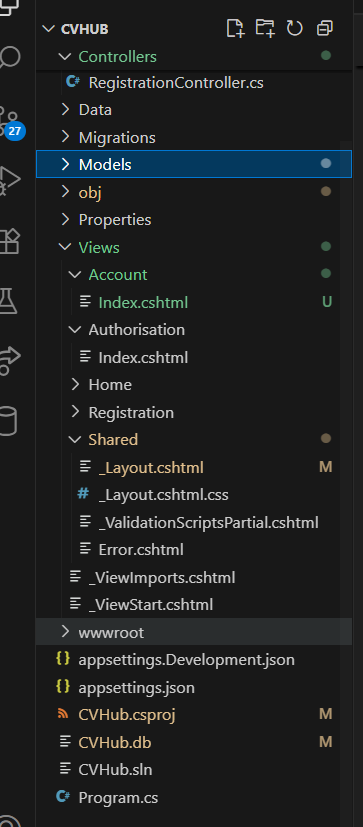 CVHUB
Controllers
RegistrationController.cs
Data
Migrations
27
Models
obj
Properties
Views
Account
Index.cshtml U
Authorisation
Index.cshtml
Home
Registration
Shared
_Layout.cshtml M
# _Layout.cshtml.css
_ValidationScriptsPartial.cshtml
Error.cshtml
_ViewImports.cshtml
_ViewStart.cshtml
wwwroot
{} appsettings.Development.json
{} appsettings.json
CVHub.csproj M
CVHub.db M
CVHub.sln
C# Program.cs